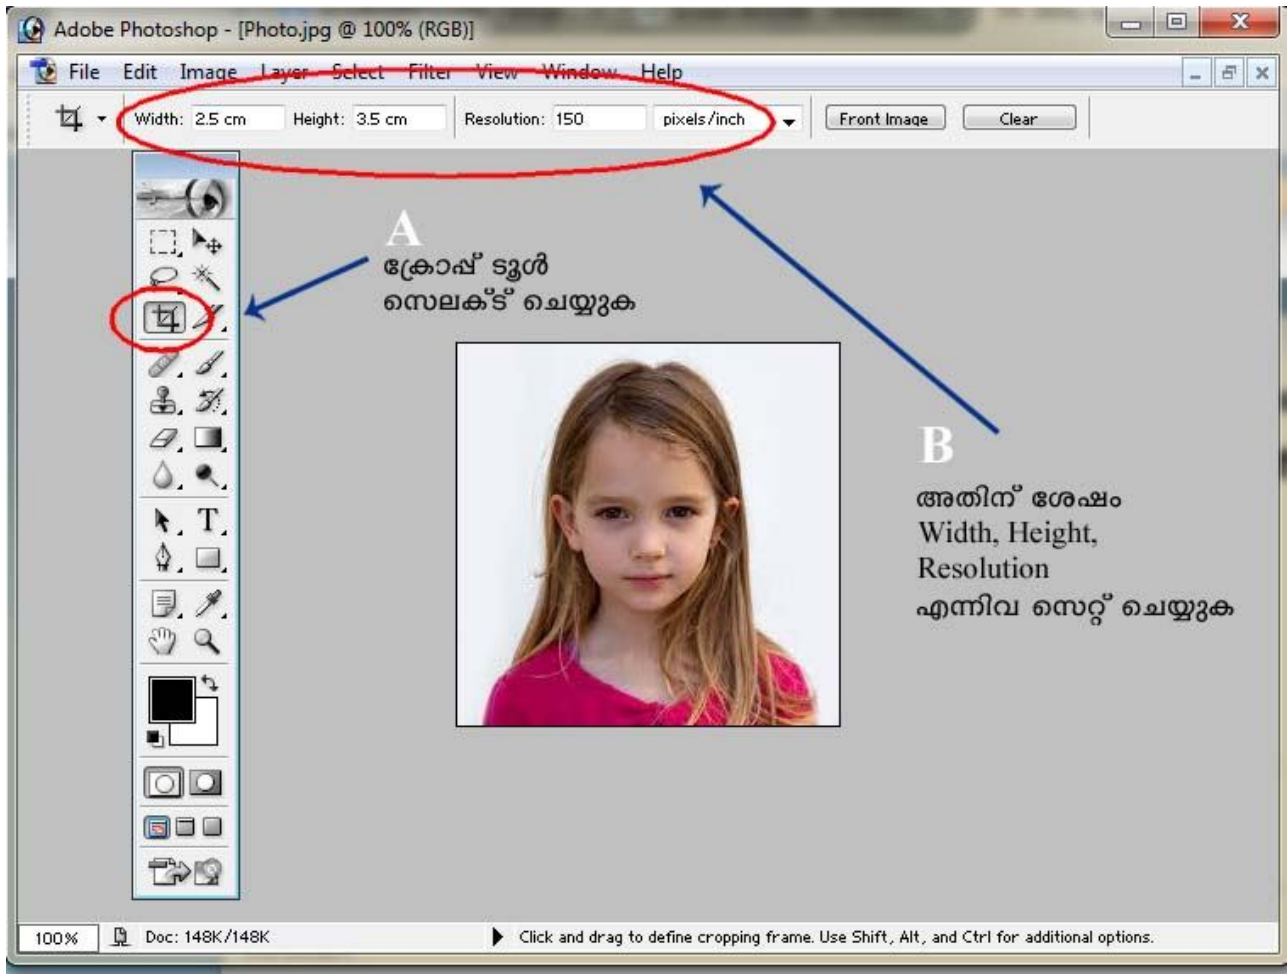 Adobe Photoshop - [Photo.jpg @ 100% (RGB)]
File Edit Image Layer Select Filter View Window Help
Width: 2.5 cm Height: 3.5 cm Resolution: 150 pixels/inch Front Image Clear
A
ക്രോപ്പ് ടൂൾ
സെലക്ട് ചെയ്യുക
B
അതിന് ശേഷം
Width, Height,
Resolution
എന്നിവ സെറ്റ് ചെയ്യുക
T
100% Doc: 148K/148K Click and drag to define cropping frame. Use Shift, Alt, and Ctrl for additional options.